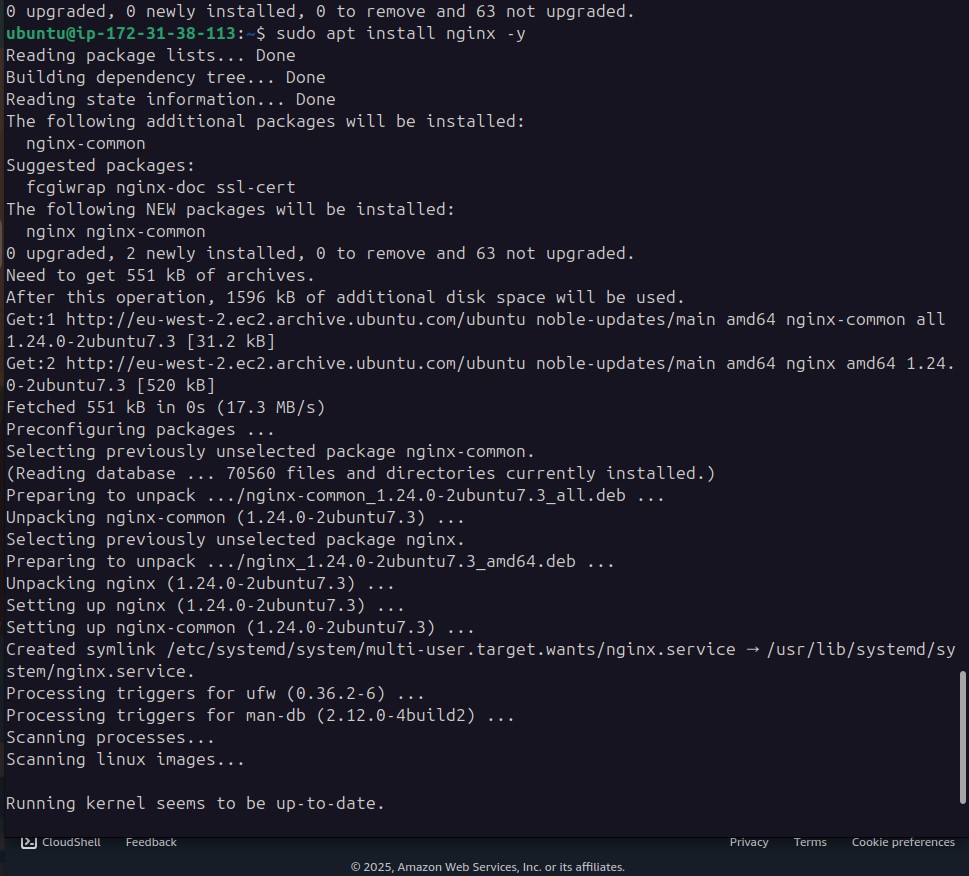 0 upgraded, 0 newly installed, 0 to remove and 63 not upgraded.
ubuntu@ip-172-31-38-113:~$ sudo apt install nginx -y
Reading package lists... Done
Building dependency tree... Done
Reading state information... Done
The following additional packages will be installed:
  nginx-common
Suggested packages:
  fcgiwrap nginx-doc ssl-cert
The following NEW packages will be installed:
  nginx nginx-common
0 upgraded, 2 newly installed, 0 to remove and 63 not upgraded.
Need to get 551 kB of archives.
After this operation, 1596 kB of additional disk space will be used.
Get:1 http://eu-west-2.ec2.archive.ubuntu.com/ubuntu noble-updates/main amd64 nginx-common all
1.24.0-2ubuntu7.3 [31.2 kB]
Get:2 http://eu-west-2.ec2.archive.ubuntu.com/ubuntu noble-updates/main amd64 nginx amd64 1.24.
0-2ubuntu7.3 [520 kB]
Fetched 551 kB in 0s (17.3 MB/s)
Preconfiguring packages ...
Selecting previously unselected package nginx-common.
(Reading database ... 70560 files and directories currently installed.)
Preparing to unpack .../nginx-common_1.24.0-2ubuntu7.3_all.deb ...
Unpacking nginx-common (1.24.0-2ubuntu7.3) ...
Selecting previously unselected package nginx.
Preparing to unpack .../nginx_1.24.0-2ubuntu7.3_amd64.deb ...
Unpacking nginx (1.24.0-2ubuntu7.3) ...
Setting up nginx (1.24.0-2ubuntu7.3) ...
Setting up nginx-common (1.24.0-2ubuntu7.3) ...
Created symlink /etc/systemd/system/multi-user.target.wants/nginx.service → /usr/lib/systemd/sy
stem/nginx.service.
Processing triggers for ufw (0.36.2-6) ...
Processing triggers for man-db (2.12.0-4build2) ...
Scanning processes...
Scanning linux images...
Running kernel seems to be up-to-date.
CloudShell Feedback Privacy Terms Cookie preferences
© 2025, Amazon Web Services, Inc. or its affiliates.